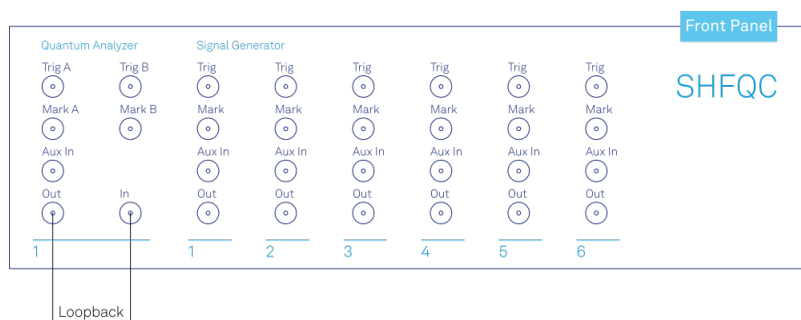 Front Panel
Quantum Analyzer Signal Generator
SHFQC
Trig A Trig B Trig Trig Trig Trig Trig Trig
Mark A Mark B Mark Mark Mark Mark Mark Mark
Aux In Aux In Aux In Aux In Aux In Aux In Aux In
Out In Out Out Out Out Out Out
1 1 2 3 4 5 6
Loopback